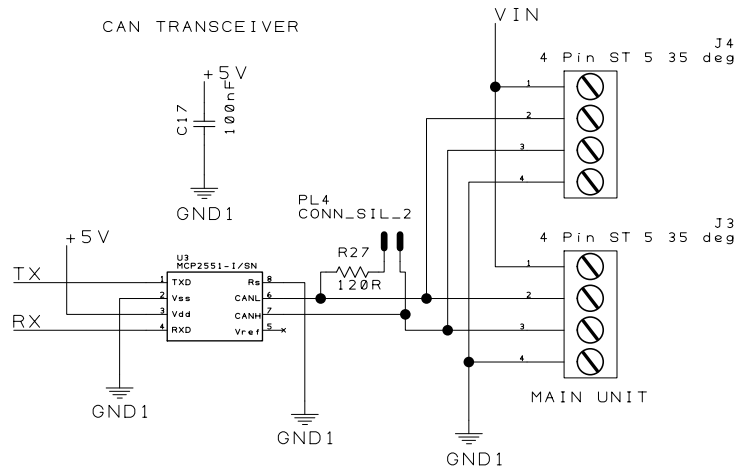 VIN
CAN TRANSCEIVER
J4
4 Pin ST 5 35 deg
+5V
C17
100nF
1
2
3
4
GND1
PL4
CONN_SIL_2
J3
4 Pin ST 5 35 deg
+5V
R27
120R
U3
MCP2551-I/SN
TX
1 TXD Rs 8
2 Vss CANL 6
3 Vdd CANH 7
RX
4 RXD Vref 5
1
2
3
4
MAIN UNIT
GND1
GND1
GND1